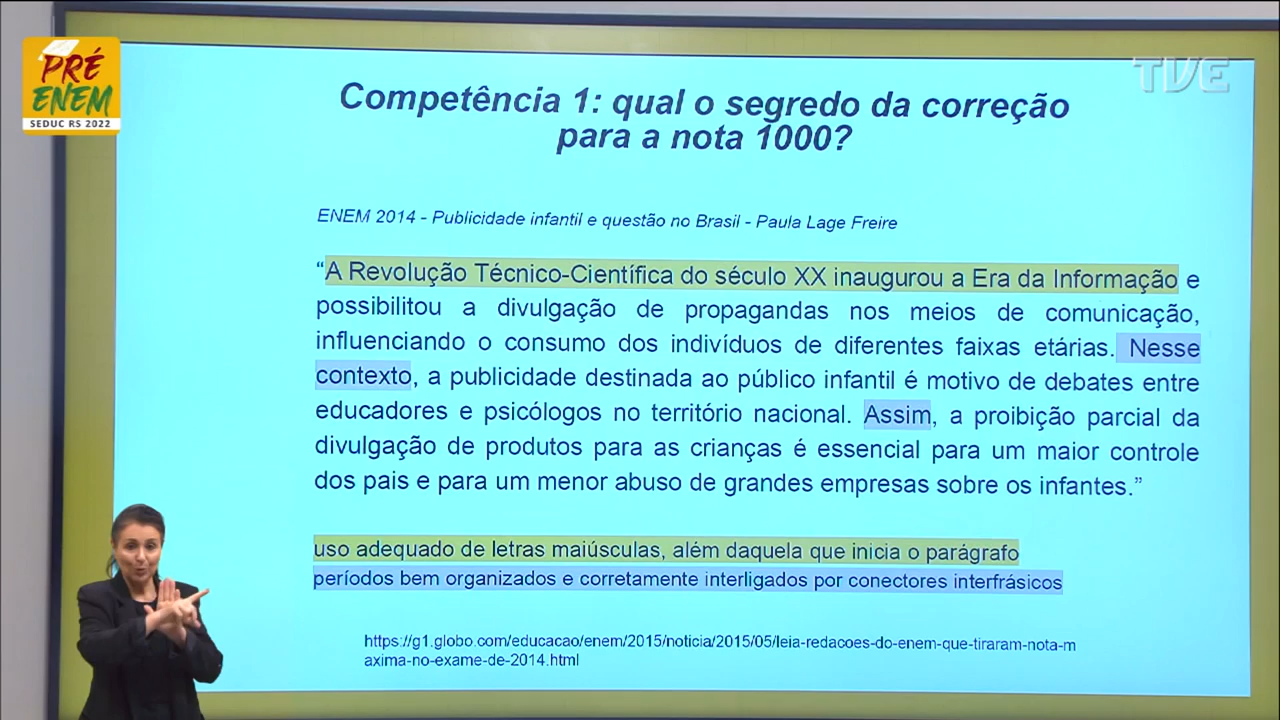 PRÉ
ENEM
SEDUC RS 2022
TVE
Competência 1: qual o segredo da correção
para a nota 1000?
ENEM 2014 - Publicidade infantil e questão no Brasil - Paula Lage Freire
“A Revolução Técnico-Científica do século XX inaugurou a Era da Informação e
possibilitou a divulgação de propagandas nos meios de comunicação,
influenciando o consumo dos indivíduos de diferentes faixas etárias. Nesse
contexto, a publicidade destinada ao público infantil é motivo de debates entre
educadores e psicólogos no território nacional. Assim, a proibição parcial da
divulgação de produtos para as crianças é essencial para um maior controle
dos pais e para um menor abuso de grandes empresas sobre os infantes.”
uso adequado de letras maiúsculas, além daquela que inicia o parágrafo
períodos bem organizados e corretamente interligados por conectores interfrásicos
https://g1.globo.com/educacao/enem/2015/noticia/2015/05/leia-redacoes-do-enem-que-tiraram-nota-m
axima-no-exame-de-2014.html